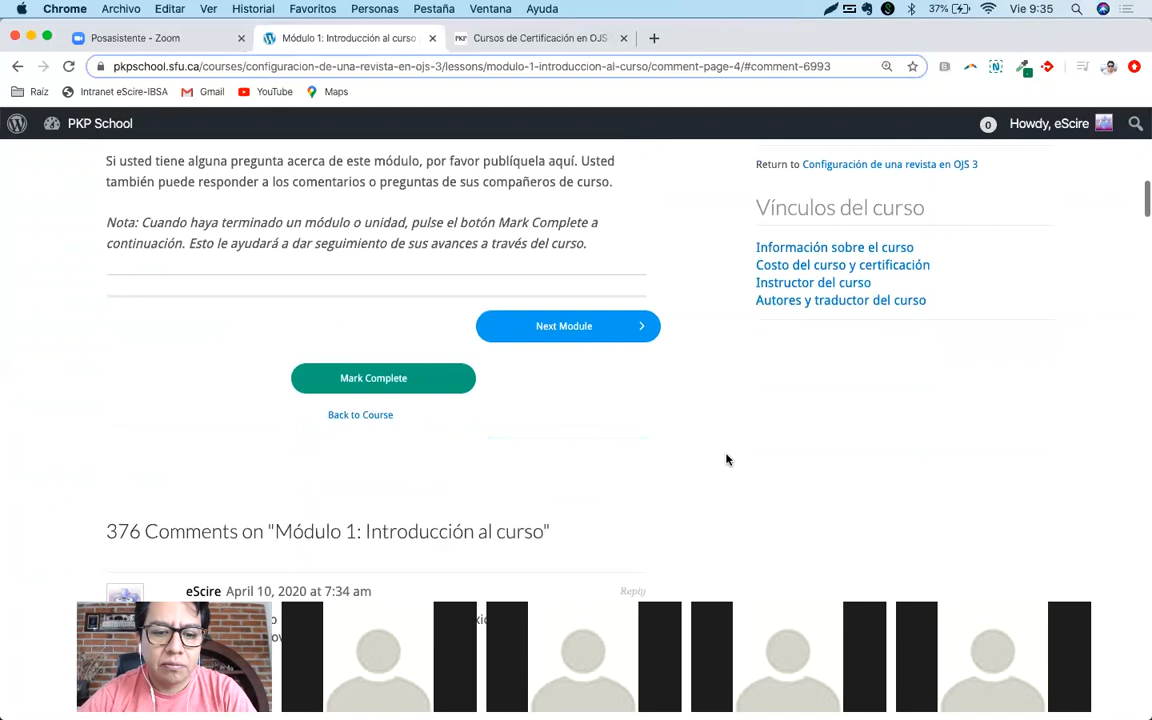 Chrome Archivo Editar Ver Historial Favoritos Personas Pestaña Ventana Ayuda 37% Vie 9:35
Posasistente - Zoom Módulo 1: Introducción al curso Cursos de Certificación en OJS
pkpschool.sfu.ca/courses/configuracion-de-una-revista-en-ojs-3/lessons/modulo-1-introduccion-al-curso/comment-page-4/#comment-6993
Raíz Intranet eScire-IBSA Gmail YouTube Maps
PKP School 0 Howdy, eScire
Si usted tiene alguna pregunta acerca de este módulo, por favor publíquela aquí. Usted
también puede responder a los comentarios o preguntas de sus compañeros de curso.
Nota: Cuando haya terminado un módulo o unidad, pulse el botón Mark Complete a
continuación. Esto le ayudará a dar seguimiento de sus avances a través del curso.
Next Module
Mark Complete
Back to Course
Return to Configuración de una revista en OJS 3
Vínculos del curso
Información sobre el curso
Costo del curso y certificación
Instructor del curso
Autores y traductor del curso
376 Comments on "Módulo 1: Introducción al curso"
eScire April 10, 2020 at 7:34 am Reply